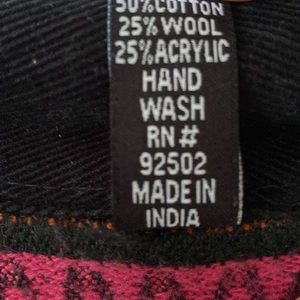 50%COTTON
25%WOOL
25%ACRYLIC
HAND
WASH
RN#
92502
MADE IN
INDIA